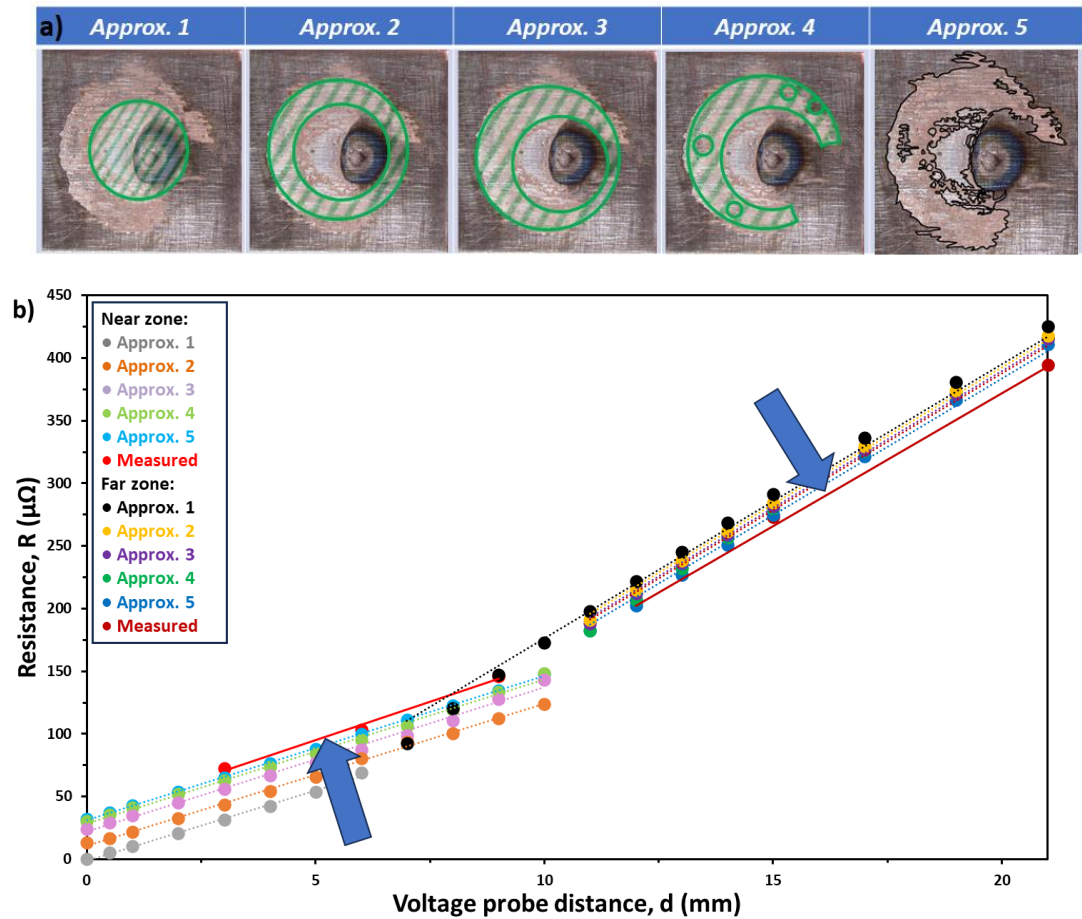 a) Approx. 1 Approx. 2 Approx. 3 Approx. 4 Approx. 5
b)
450
400
350
300
250
200
150
100
50
0
Resistance, R (μΩ)
Near zone:
Approx. 1
Approx. 2
Approx. 3
Approx. 4
Approx. 5
Measured
Far zone:
Approx. 1
Approx. 2
Approx. 3
Approx. 4
Approx. 5
Measured
0 5 10 15 20
Voltage probe distance, d (mm)